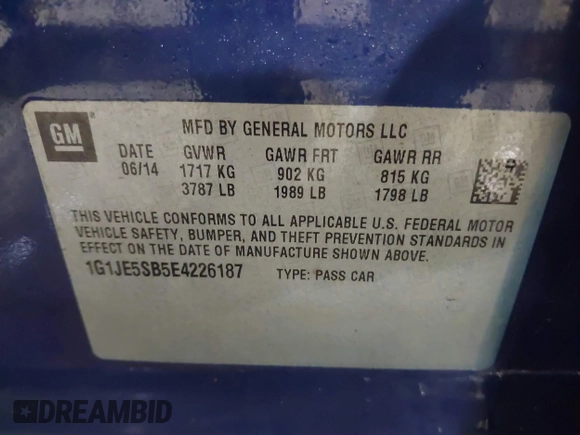 GM
MFD BY GENERAL MOTORS LLC
DATE GVWR GAWR FRT GAWR RR
06/14 1717 KG 902 KG 815 KG
3787 LB 1989 LB 1798 LB
THIS VEHICLE CONFORMS TO ALL APPLICABLE U.S. FEDERAL MOTOR
VEHICLE SAFETY, BUMPER, AND THEFT PREVENTION STANDARDS IN
EFFECT ON THE DATE OF MANUFACTURE SHOWN ABOVE.
1G1JE5SB5E4226187 TYPE: PASS CAR
DREAMBID